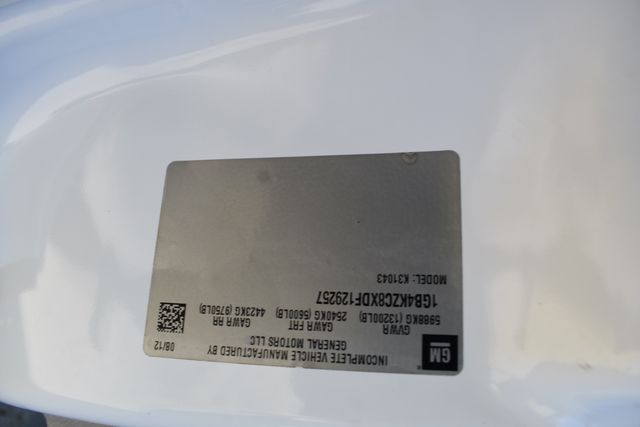 GM
INCOMPLETE VEHICLE MANUFACTURED BY
GENERAL MOTORS LLC
08/12
GVWR GAWR FRT GAWR RR
5988KG (13200LB) 2540KG (5600LB) 4423KG (9750LB)
1GB4KZC8XDF129257
MODEL: K31043